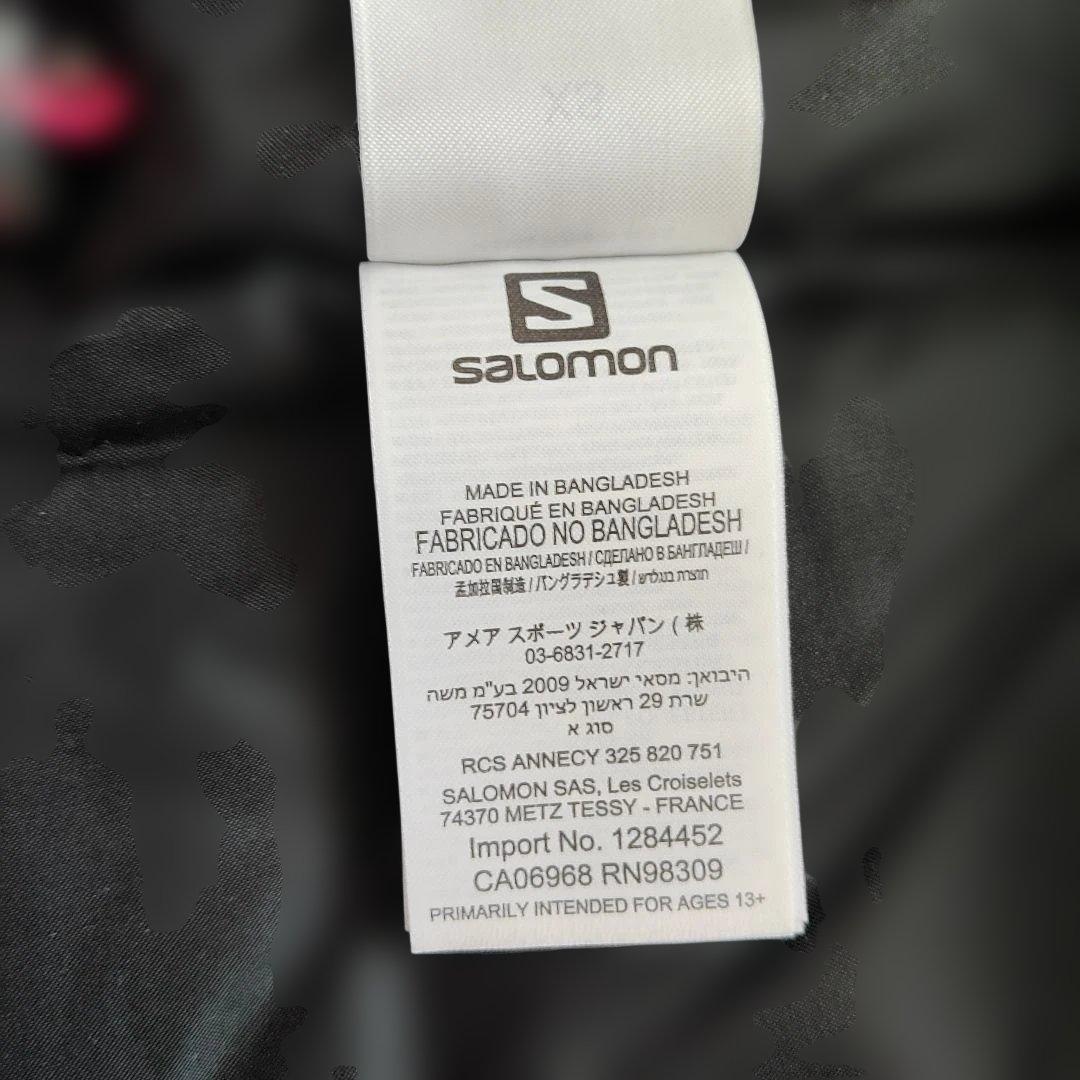 S
SALOMON
MADE IN BANGLADESH
FABRIQUÉ EN BANGLADESH
FABRICADO NO BANGLADESH
FABRICADO EN BANGLADESH / СДЕЛАНО В БАНГЛАДЕШ /
孟加拉国制造 / バングラデシュ製 / תוצרת בנגלדש
アメア スポーツ ジャパン ( 株
03-6831-2717
היבואן: מסאי ישראל 2009 בע"מ משה
שרת 29 ראשון לציון 75704
סוג א
RCS ANNECY 325 820 751
SALOMON SAS, Les Croiselets
74370 METZ TESSY - FRANCE
Import No. 1284452
CA06968 RN98309
PRIMARILY INTENDED FOR AGES 13+